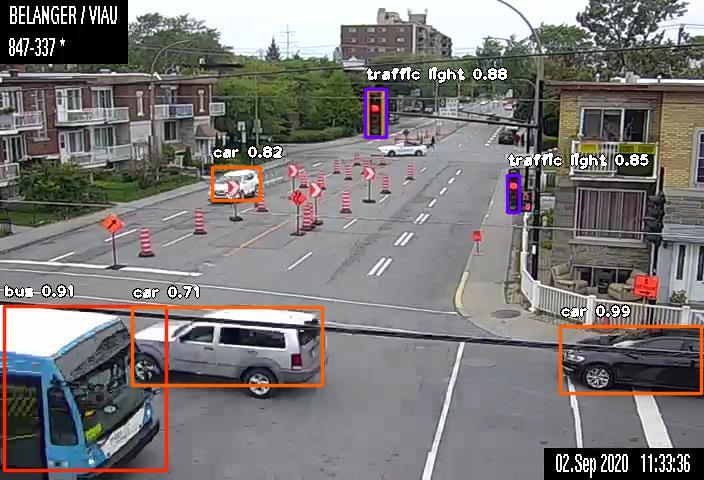 BELANGER / VIAU
847-337 *
traffic light 0.88
car 0.82
traffic light 0.85
bus 0.91
car 0.71
car 0.99
02.Sep 2020 11:33:36